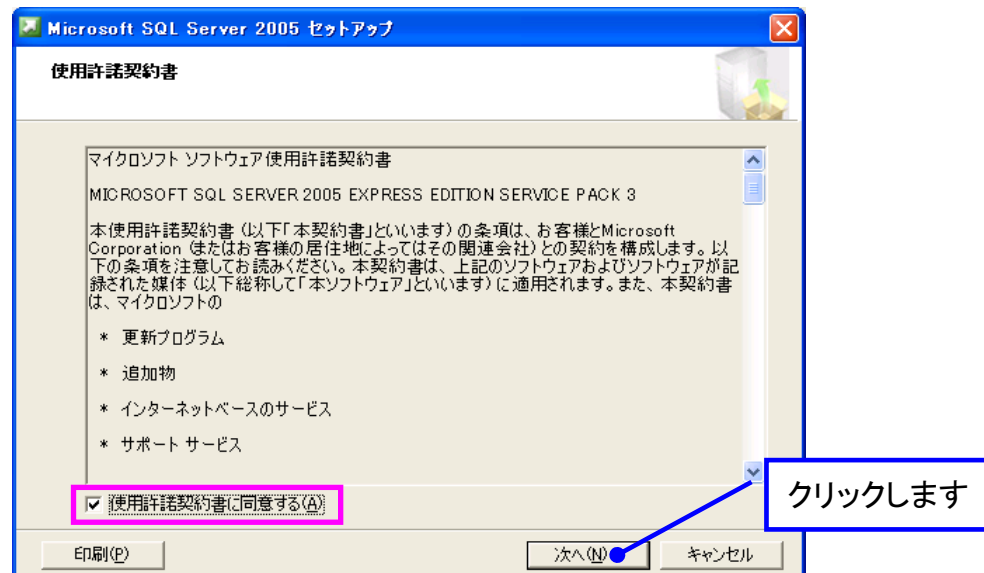 Microsoft SQL Server 2005 セットアップ
使用許諾契約書
マイクロソフト ソフトウェア使用許諾契約書
MICROSOFT SQL SERVER 2005 EXPRESS EDITION SERVICE PACK 3
本使用許諾契約書 (以下「本契約書」といいます) の条項は、お客様とMicrosoft
Corporation (またはお客様の居住地によってはその関連会社) との契約を構成します。以
下の条項を注意してお読みください。本契約書は、上記のソフトウェアおよびソフトウェアが記
録された媒体 (以下総称して「本ソフトウェア」といいます) に適用されます。また、本契約書
は、マイクロソフトの
* 更新プログラム
* 追加物
* インターネットベースのサービス
* サポート サービス
使用許諾契約書に同意する(A)
クリックします
印刷(P)
次へ(N)
キャンセル